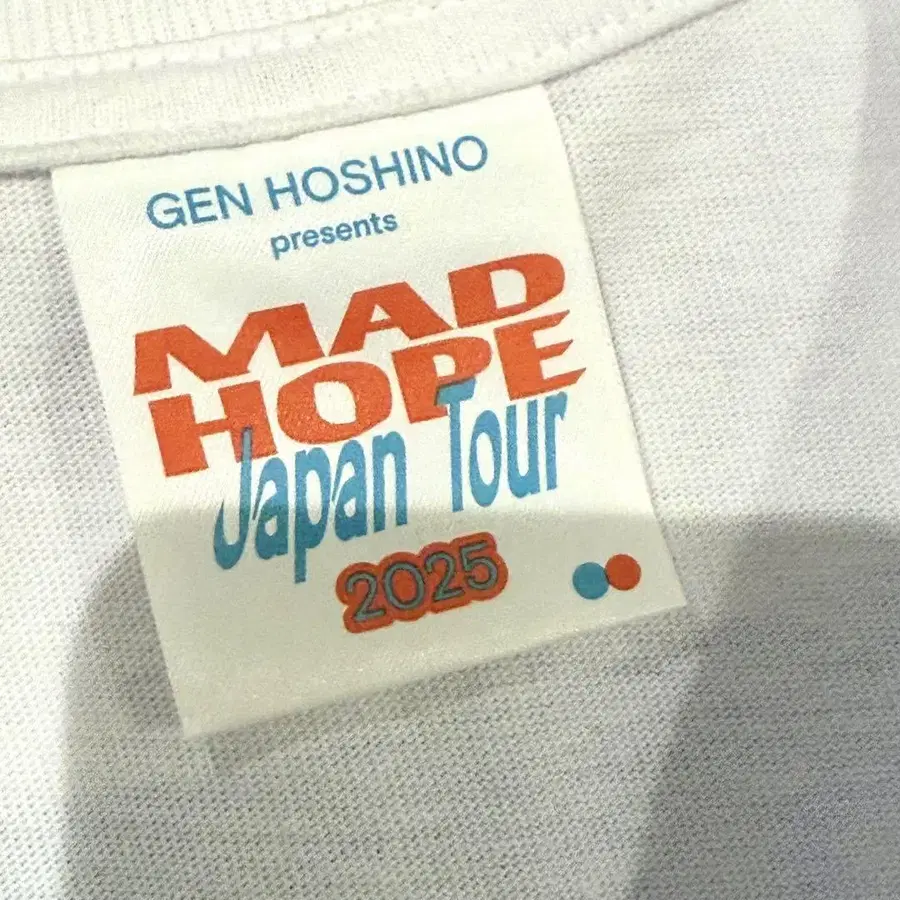 GEN HOSHINO
presents
MAD
HOPE
Japan Tour
2025